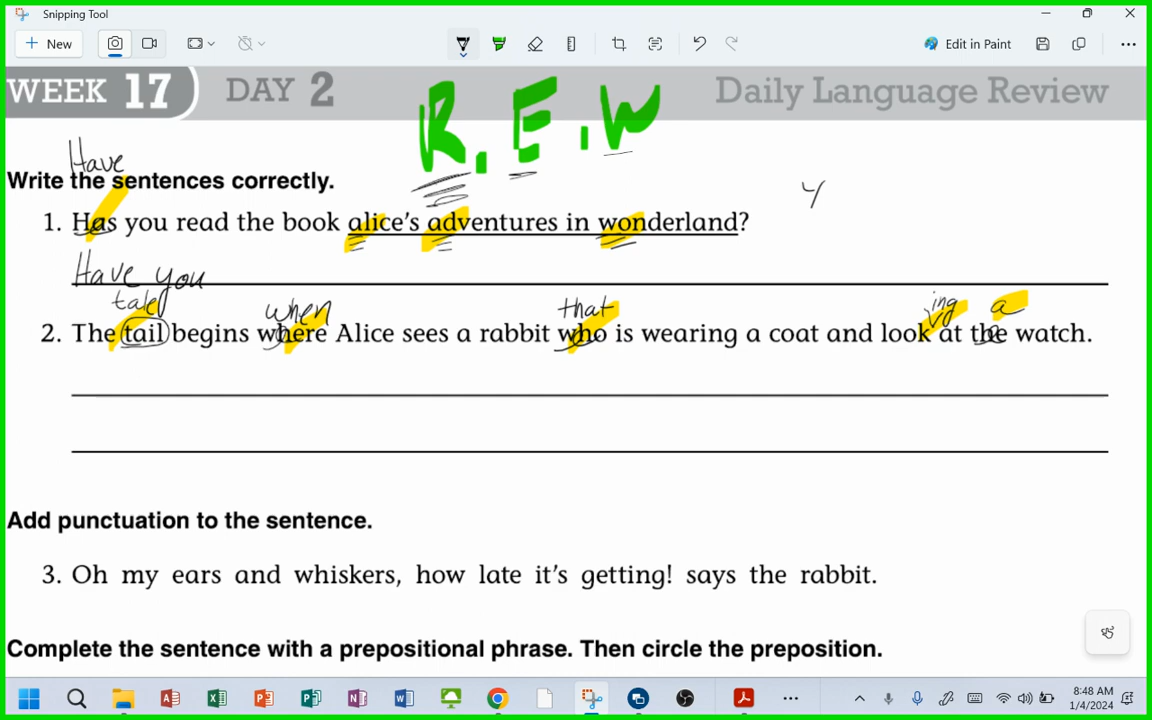 Snipping Tool
New
Edit in Paint
WEEK 17 DAY 2 R.E.W Daily Language Review
Have
Write the sentences correctly.
4
1. Has you read the book alice's adventures in wonderland?
Have you
tale when that ing a
2. The tail begins where Alice sees a rabbit who is wearing a coat and look at the watch.
Add punctuation to the sentence.
3. Oh my ears and whiskers, how late it's getting! says the rabbit.
Complete the sentence with a prepositional phrase. Then circle the preposition.
8:48 AM
1/4/2024